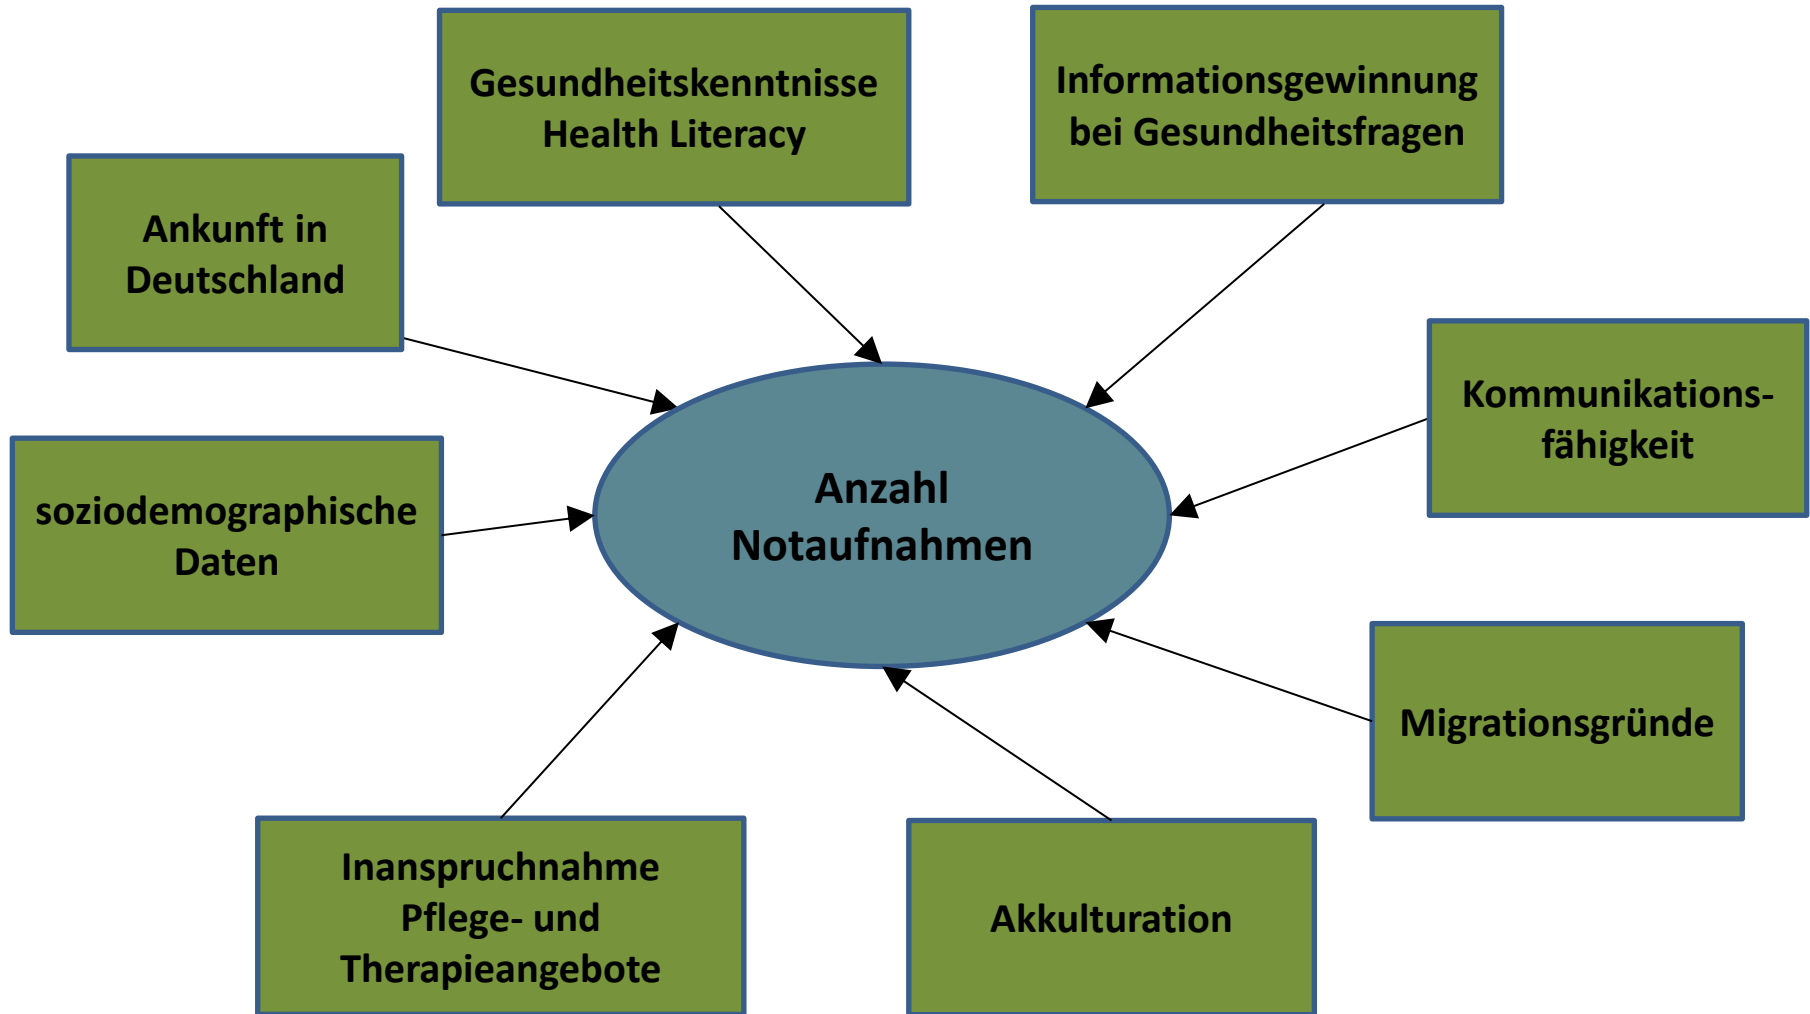 Gesundheitskenntnisse
Health Literacy
Informationsgewinnung
bei Gesundheitsfragen
Ankunft in
Deutschland
Kommunikations-
fähigkeit
soziodemographische
Daten
Anzahl
Notaufnahmen
Migrationsgründe
Inanspruchnahme
Pflege- und
Therapieangebote
Akkulturation